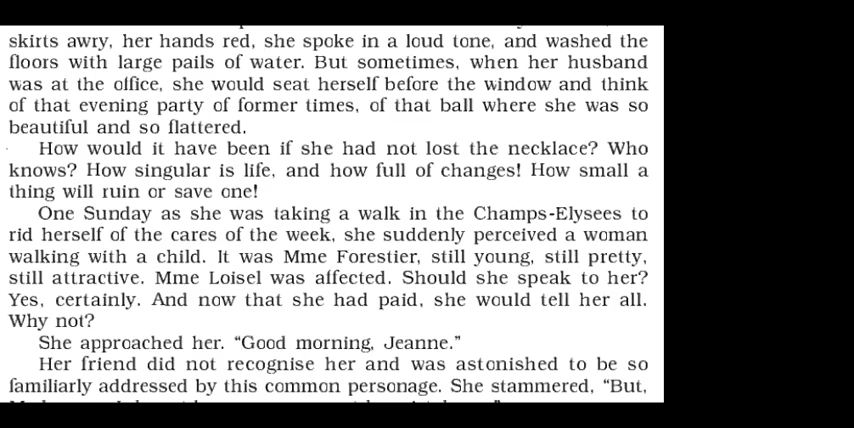 skirts awry, her hands red, she spoke in a loud tone, and washed the
floors with large pails of water. But sometimes, when her husband
was at the office, she would seat herself before the window and think
of that evening party of former times, of that ball where she was so
beautiful and so flattered.
How would it have been if she had not lost the necklace? Who
knows? How singular is life, and how full of changes! How small a
thing will ruin or save one!
One Sunday as she was taking a walk in the Champs-Elysees to
rid herself of the cares of the week, she suddenly perceived a woman
walking with a child. It was Mme Forestier, still young, still pretty,
still attractive. Mme Loisel was affected. Should she speak to her?
Yes, certainly. And now that she had paid, she would tell her all.
Why not?
She approached her. “Good morning, Jeanne.”
Her friend did not recognise her and was astonished to be so
familiarly addressed by this common personage. She stammered, “But,